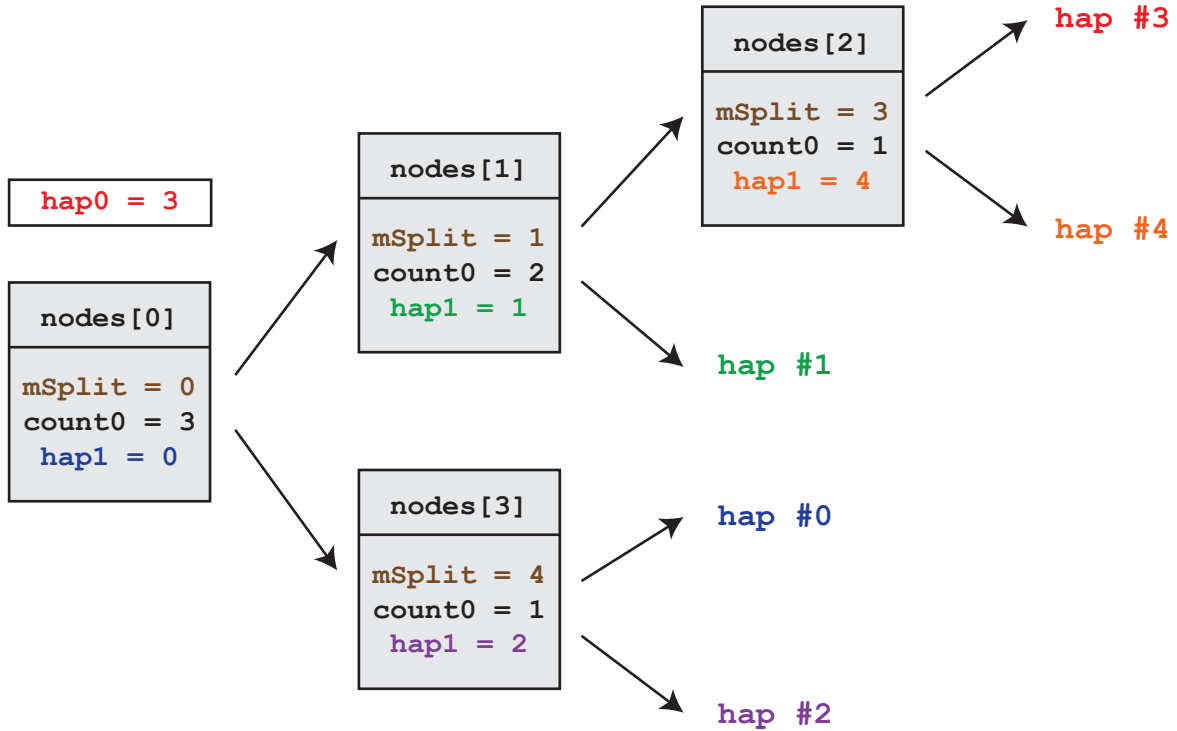 hap0 = 3
nodes[0]
mSplit = 0
count0 = 3
hap1 = 0
nodes[1]
mSplit = 1
count0 = 2
hap1 = 1
nodes[3]
mSplit = 4
count0 = 1
hap1 = 2
nodes[2]
mSplit = 3
count0 = 1
hap1 = 4
hap #1
hap #0
hap #2
hap #3
hap #4